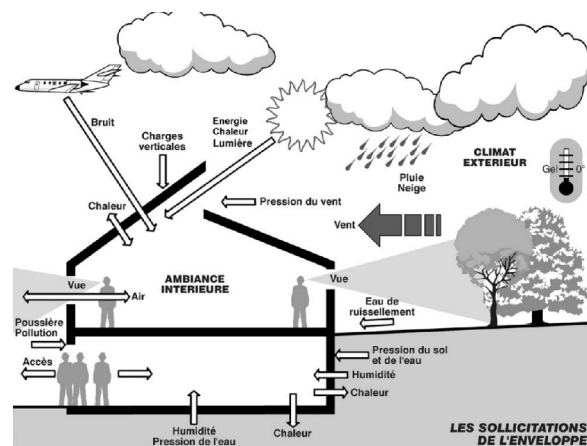 Bruit
Charges
verticales
Energie
Chaleur
Lumière
CLIMAT
EXTERIEUR
Gel 0°
Pluie
Neige
Chaleur
Pression du vent
Vent
Vue
AMBIANCE
INTERIEURE
Vue
Air
Eau de
ruissellement
Poussière
Pollution
Accès
Pression du sol
et de l'eau
Humidité
Chaleur
Humidité
Pression de l'eau
Chaleur
LES SOLLICITATIONS
DE L'ENVELOPPE